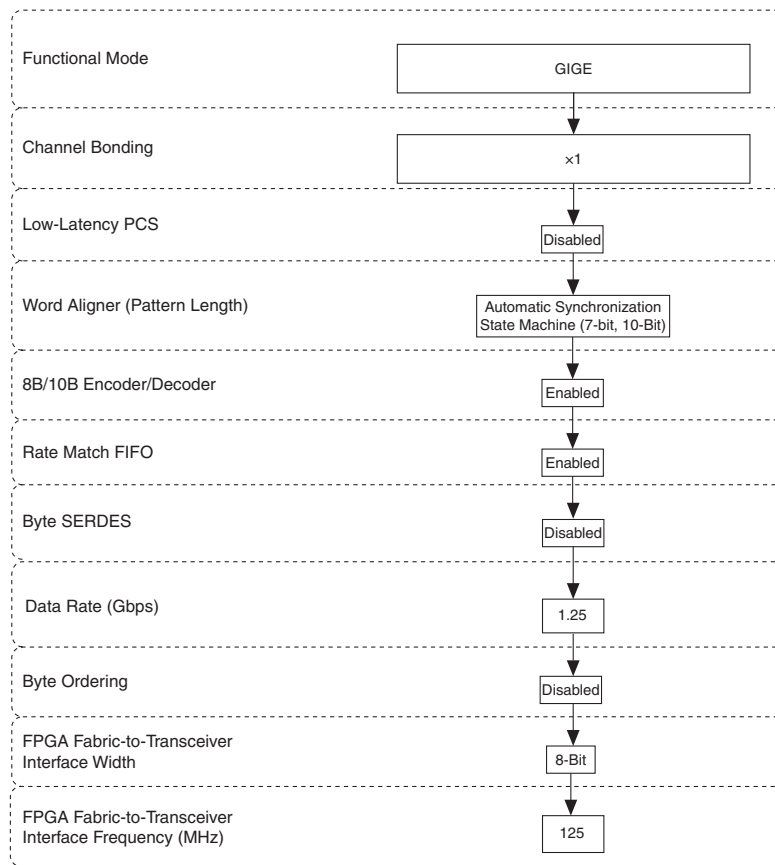 Functional Mode
GIGE
Channel Bonding
×1
Low-Latency PCS
Disabled
Word Aligner (Pattern Length)
Automatic Synchronization
State Machine (7-bit, 10-Bit)
8B/10B Encoder/Decoder
Enabled
Rate Match FIFO
Enabled
Byte SERDES
Disabled
Data Rate (Gbps)
1.25
Byte Ordering
Disabled
FPGA Fabric-to-Transceiver
Interface Width
8-Bit
FPGA Fabric-to-Transceiver
Interface Frequency (MHz)
125